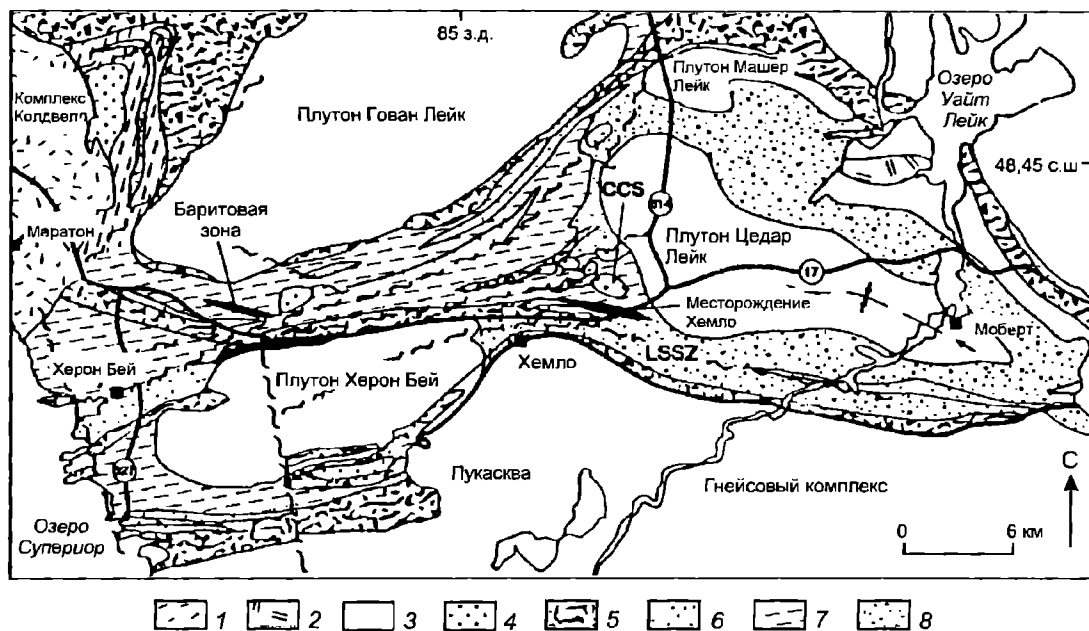 85 з.д.
Комплекс
Колдвелл
Плутон Гован Лейк
Плутон Машер
Лейк
Озеро
Уайт
Лейк
48,45 с.ш
Баритовая
зона
CCS
614
Маратон
Плутон Цедар
Лейк
17
Месторождение
Хемло
Моберт
Херон Бей
Плутон Херон Бей
Хемло
LSSZ
627
Лукасква
Гнейсовый комплекс
С
Озеро
Супериор
0 6 км
1 2 3 4 5 6 7 8